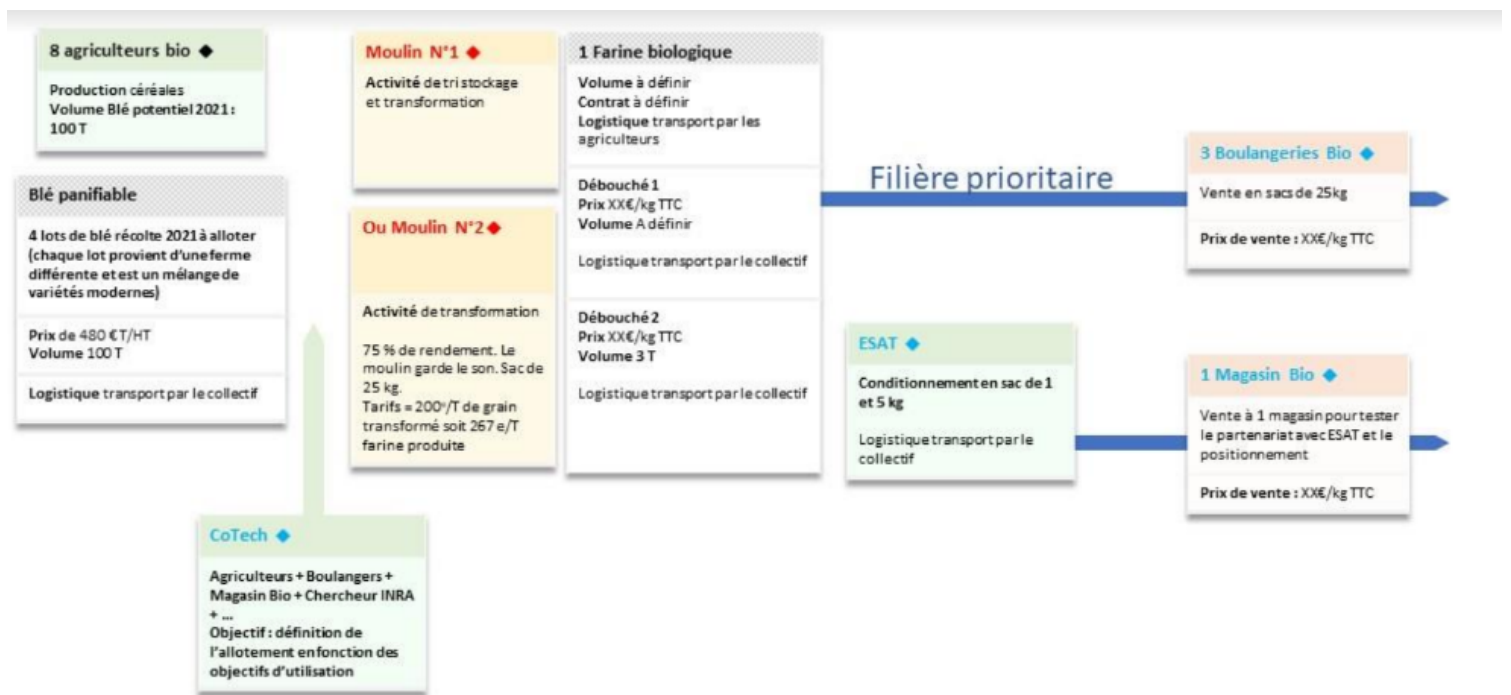 8 agriculteurs bio ◆
Production céréales
Volume Blé potentiel 2021 :
100 T
Blé panifiable
4 lots de blé récolte 2021 à alloter
(chaque lot provient d'une ferme
différente et est un mélange de
variétés modernes)
Prix de 480 € T/HT
Volume 100 T
Logistique transport par le collectif
CoTech ◆
Agriculteurs + Boulangers +
Magasin Bio + Chercheur INRA
+ ...
Objectif : définition de
l'allotement en fonction des
objectifs d'utilisation
Moulin N°1 ◆
Activité de tri stockage
et transformation
Ou Moulin N°2 ◆
Activité de transformation
75 % de rendement. Le
moulin garde le son. Sac de
25 kg.
Tarifs = 200e/T de grain
transformé soit 267 e/T
farine produite
1 Farine biologique
Volume à définir
Contrat à définir
Logistique transport par les
agriculteurs
Débouché 1
Prix XX€/kg TTC
Volume A définir
Logistique transport par le collectif
Débouché 2
Prix XX€/kg TTC
Volume 3 T
Logistique transport par le collectif
Filière prioritaire
ESAT ◆
Conditionnement en sac de 1
et 5 kg
Logistique transport par le
collectif
3 Boulangeries Bio ◆
Vente en sacs de 25kg
Prix de vente : XX€/kg TTC
1 Magasin Bio ◆
Vente à 1 magasin pour tester
le partenariat avec ESAT et le
positionnement
Prix de vente : XX€/kg TTC